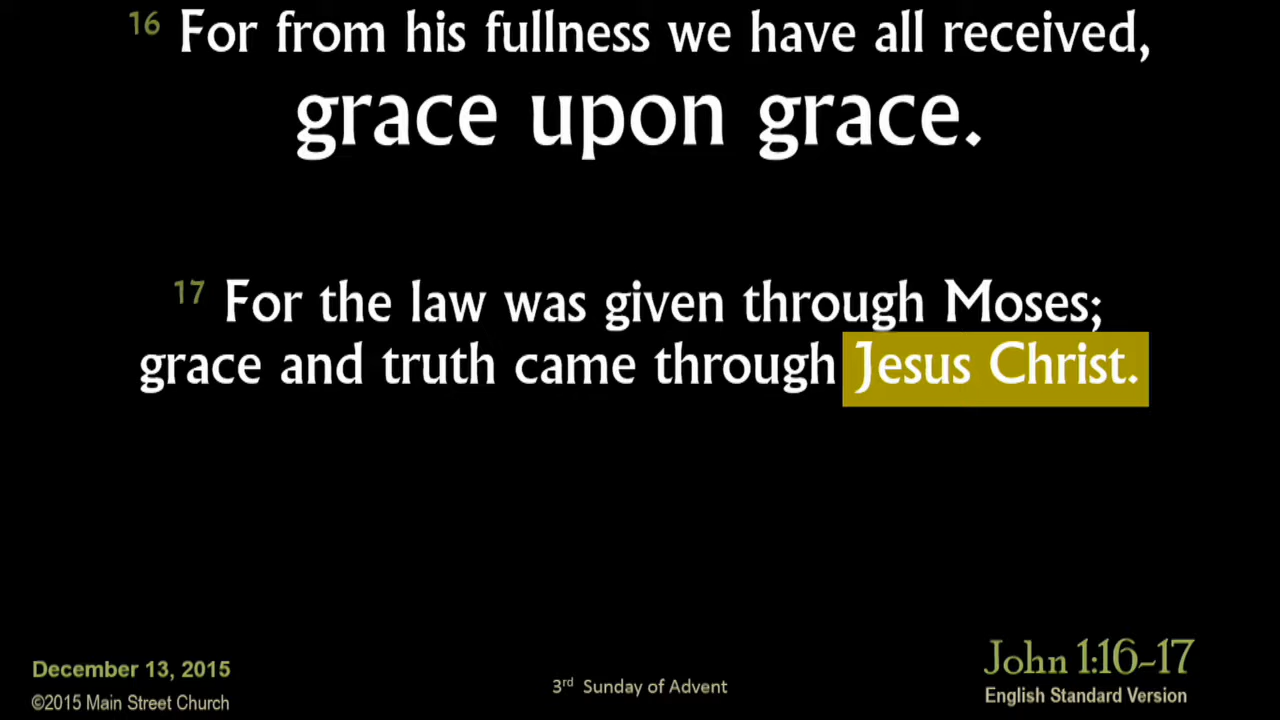 16 For from his fullness we have all received,
grace upon grace.
17 For the law was given through Moses;
grace and truth came through Jesus Christ.
December 13, 2015
©2015 Main Street Church
3rd Sunday of Advent
John 1:16-17
English Standard Version